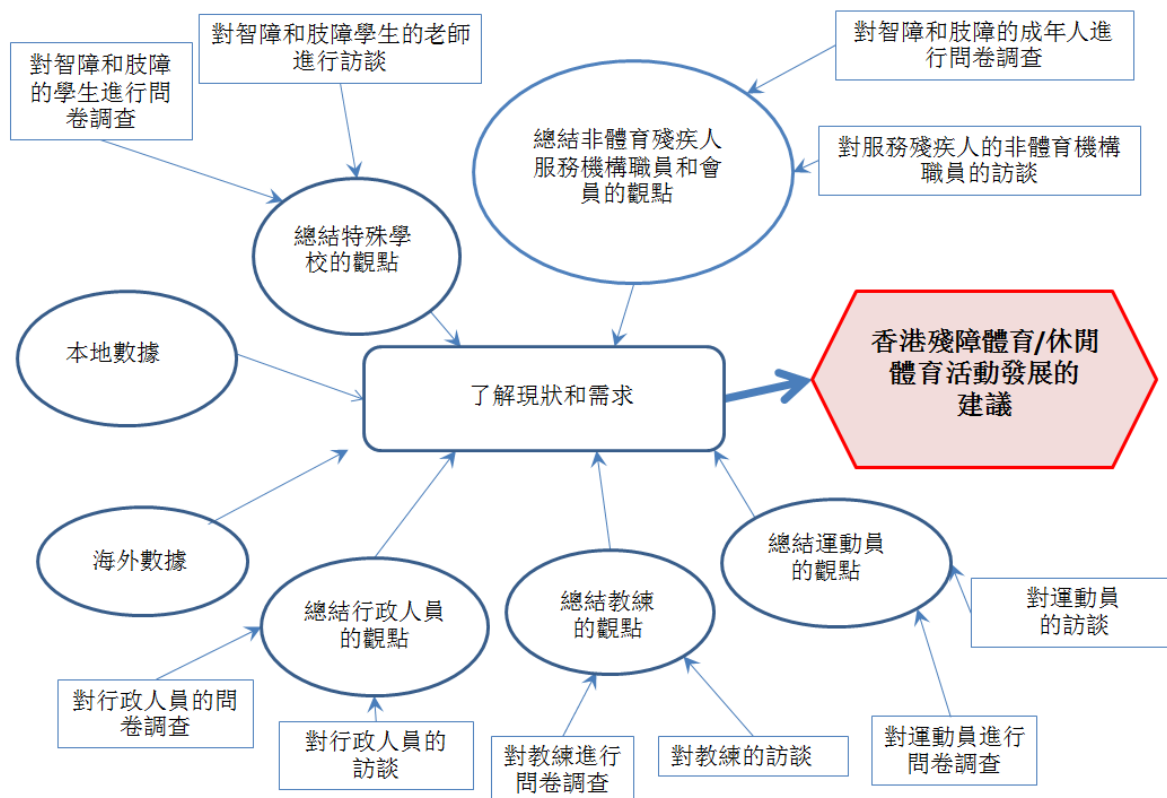 對智障和肢障
的學生進行問
卷調查
對智障和肢障學生的老師
進行訪談
對智障和肢障的成年人進
行問卷調查
總結非體育殘疾人
服務機構職員和會
員的觀點
對服務殘疾人的非體育機構
職員的訪談
總結特殊學
校的觀點
本地數據
了解現狀和需求
香港殘障體育/休閒
體育活動發展的
建議
海外數據
總結行政人員
的觀點
總結教練
的觀點
總結運動員
的觀點
對運動員
的訪談
對行政人員的問
卷調查
對行政人員的
訪談
對教練進行
問卷調查
對教練的訪談
對運動員進行
問卷調查